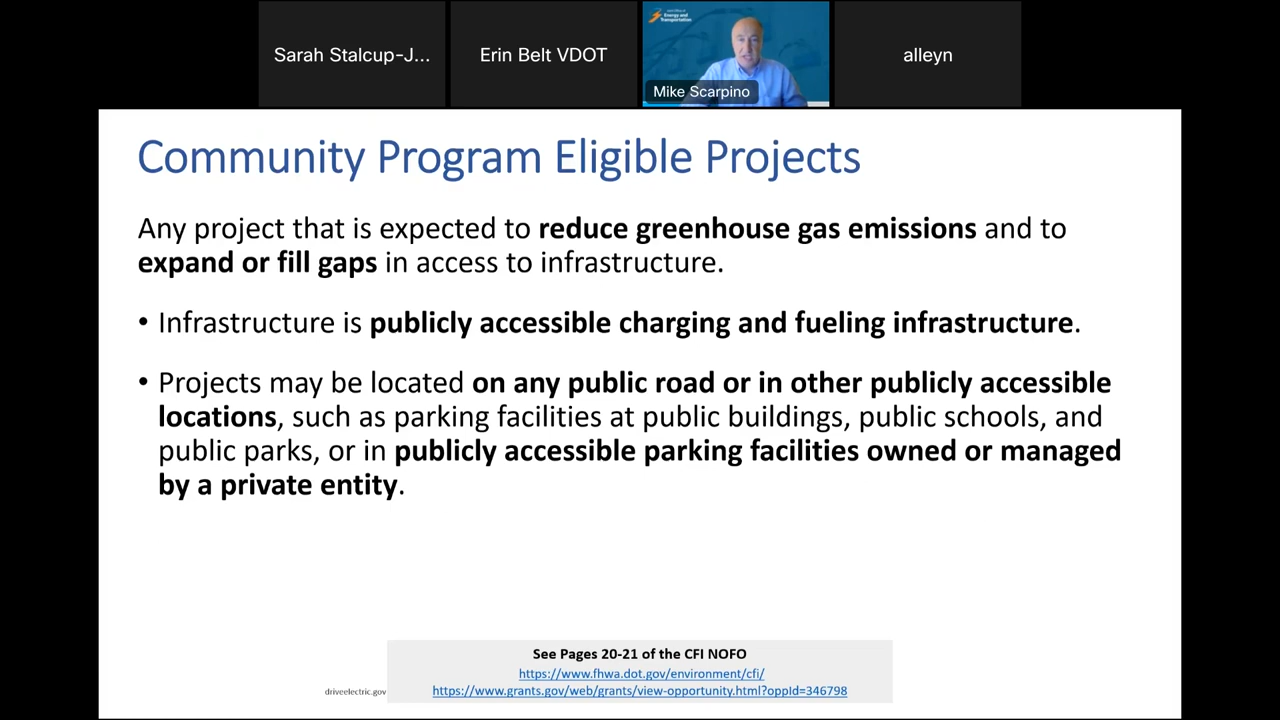 Sarah Stalcup-J...
Erin Belt VDOT
Energy and
Transportation
Mike Scarpino
alleyn
Community Program Eligible Projects
Any project that is expected to reduce greenhouse gas emissions and to
expand or fill gaps in access to infrastructure.
• Infrastructure is publicly accessible charging and fueling infrastructure.
• Projects may be located on any public road or in other publicly accessible
locations, such as parking facilities at public buildings, public schools, and
public parks, or in publicly accessible parking facilities owned or managed
by a private entity.
See Pages 20-21 of the CFI NOFO
https://www.fhwa.dot.gov/environment/cfi/
driveelectric.gov
https://www.grants.gov/web/grants/view-opportunity.html?oppId=346798